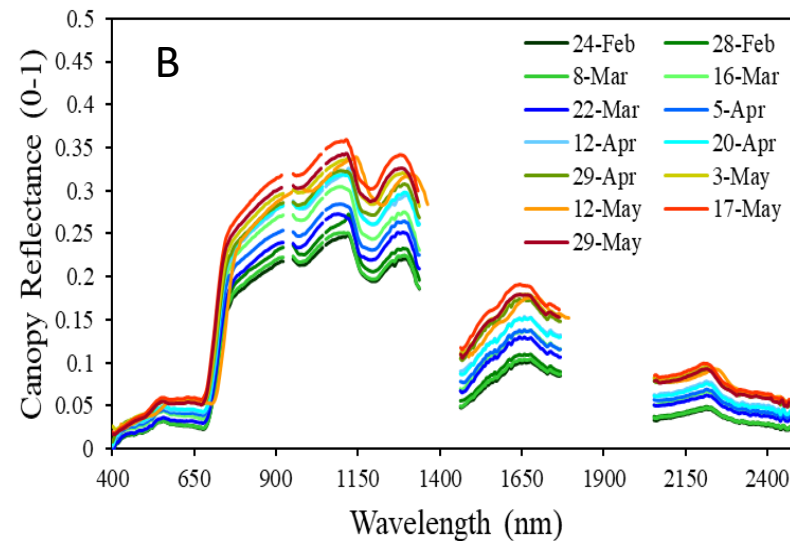 B
0.5
0.45
0.4
0.35
0.3
0.25
0.2
0.15
0.1
0.05
0
Canopy Reflectance (0-1)
24-Feb 28-Feb
8-Mar 16-Mar
22-Mar 5-Apr
12-Apr 20-Apr
29-Apr 3-May
12-May 17-May
29-May
400 650 900 1150 1400 1650 1900 2150 2400
Wavelength (nm)